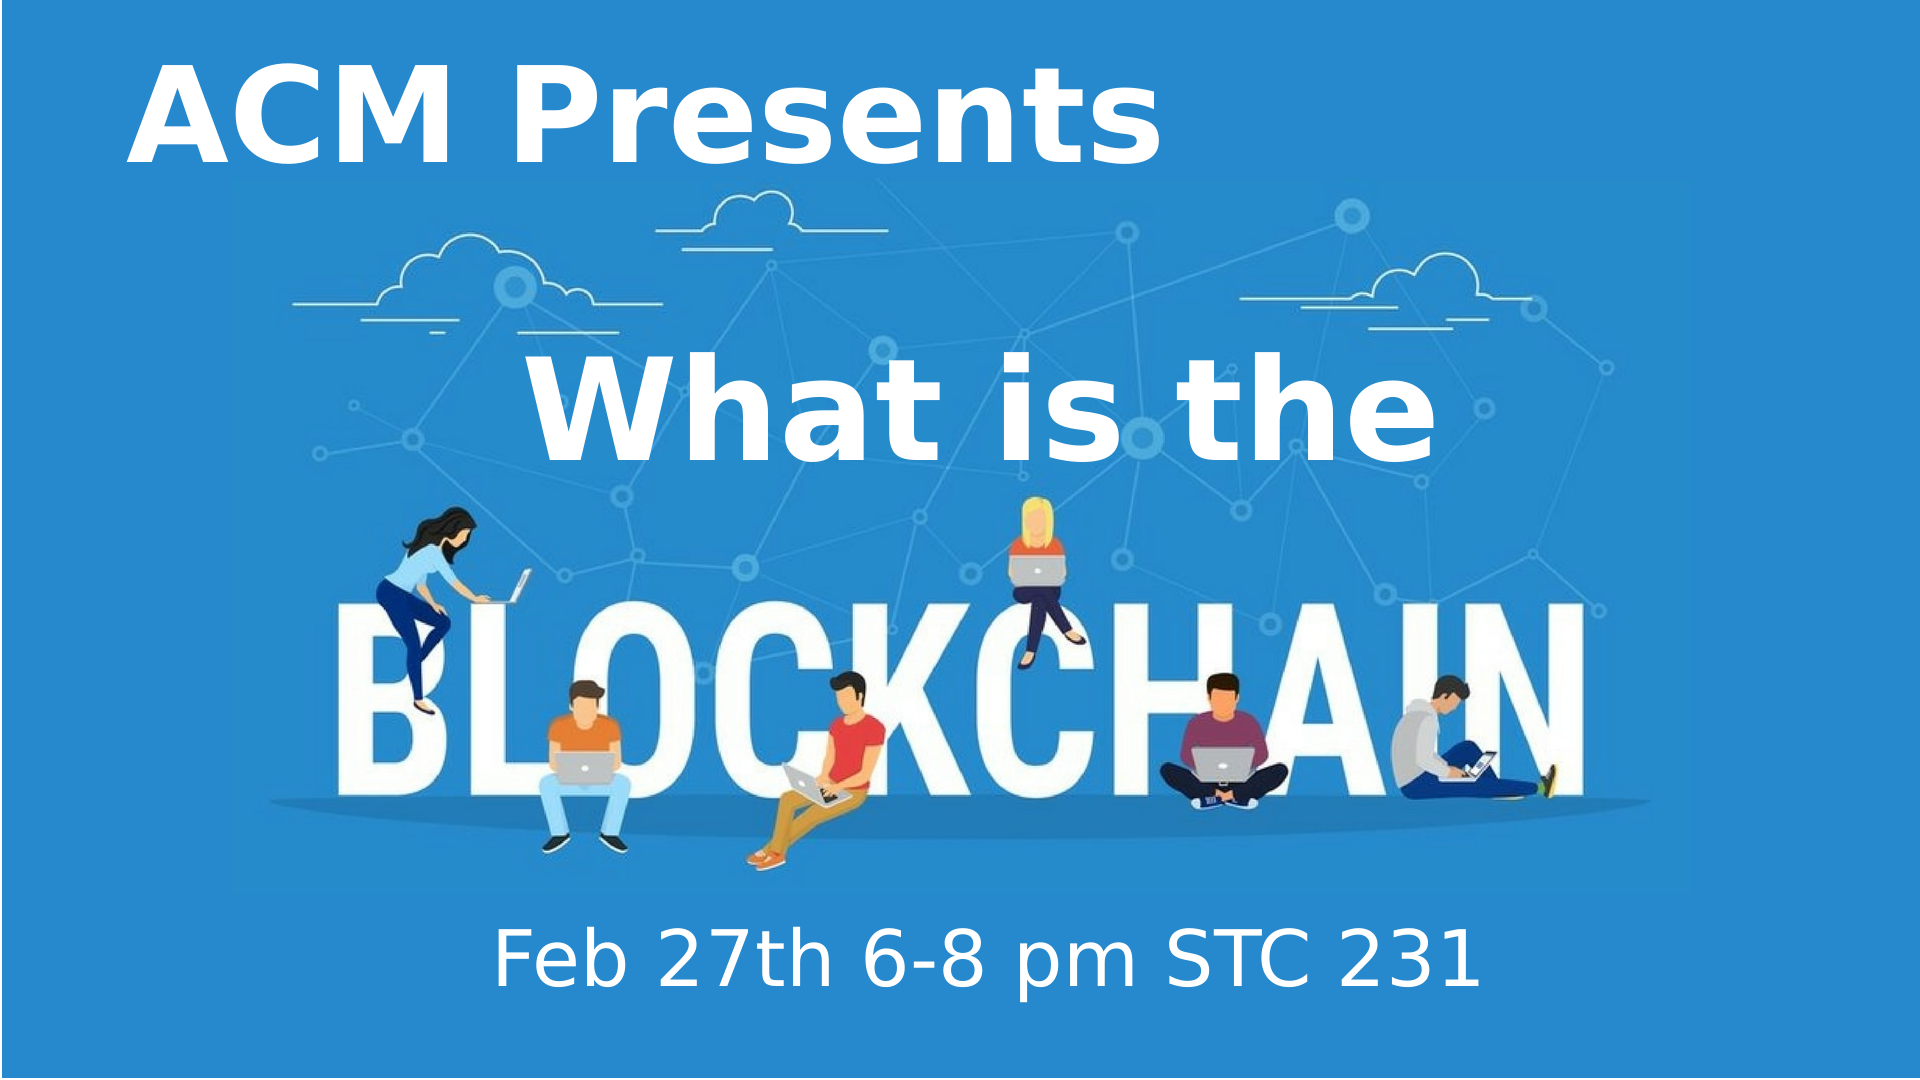 ACM Presents
What is the
BLOCKCHAIN
Feb 27th 6-8 pm STC 231